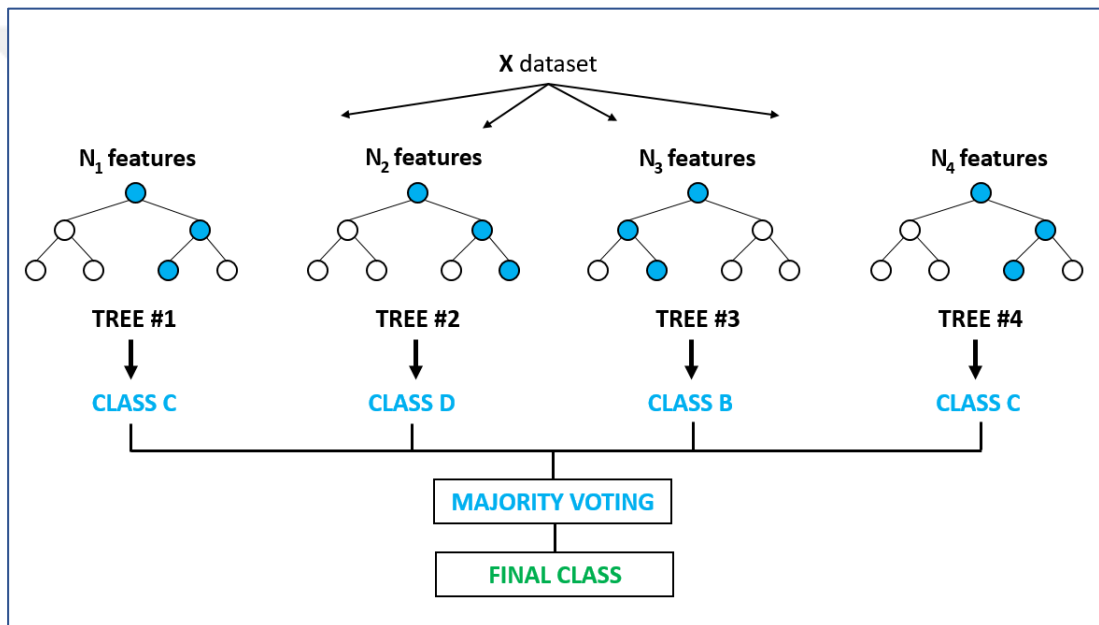 X dataset
N₁ features N₂ features N₃ features N₄ features
TREE #1 TREE #2 TREE #3 TREE #4
CLASS C CLASS D CLASS B CLASS C
MAJORITY VOTING
FINAL CLASS